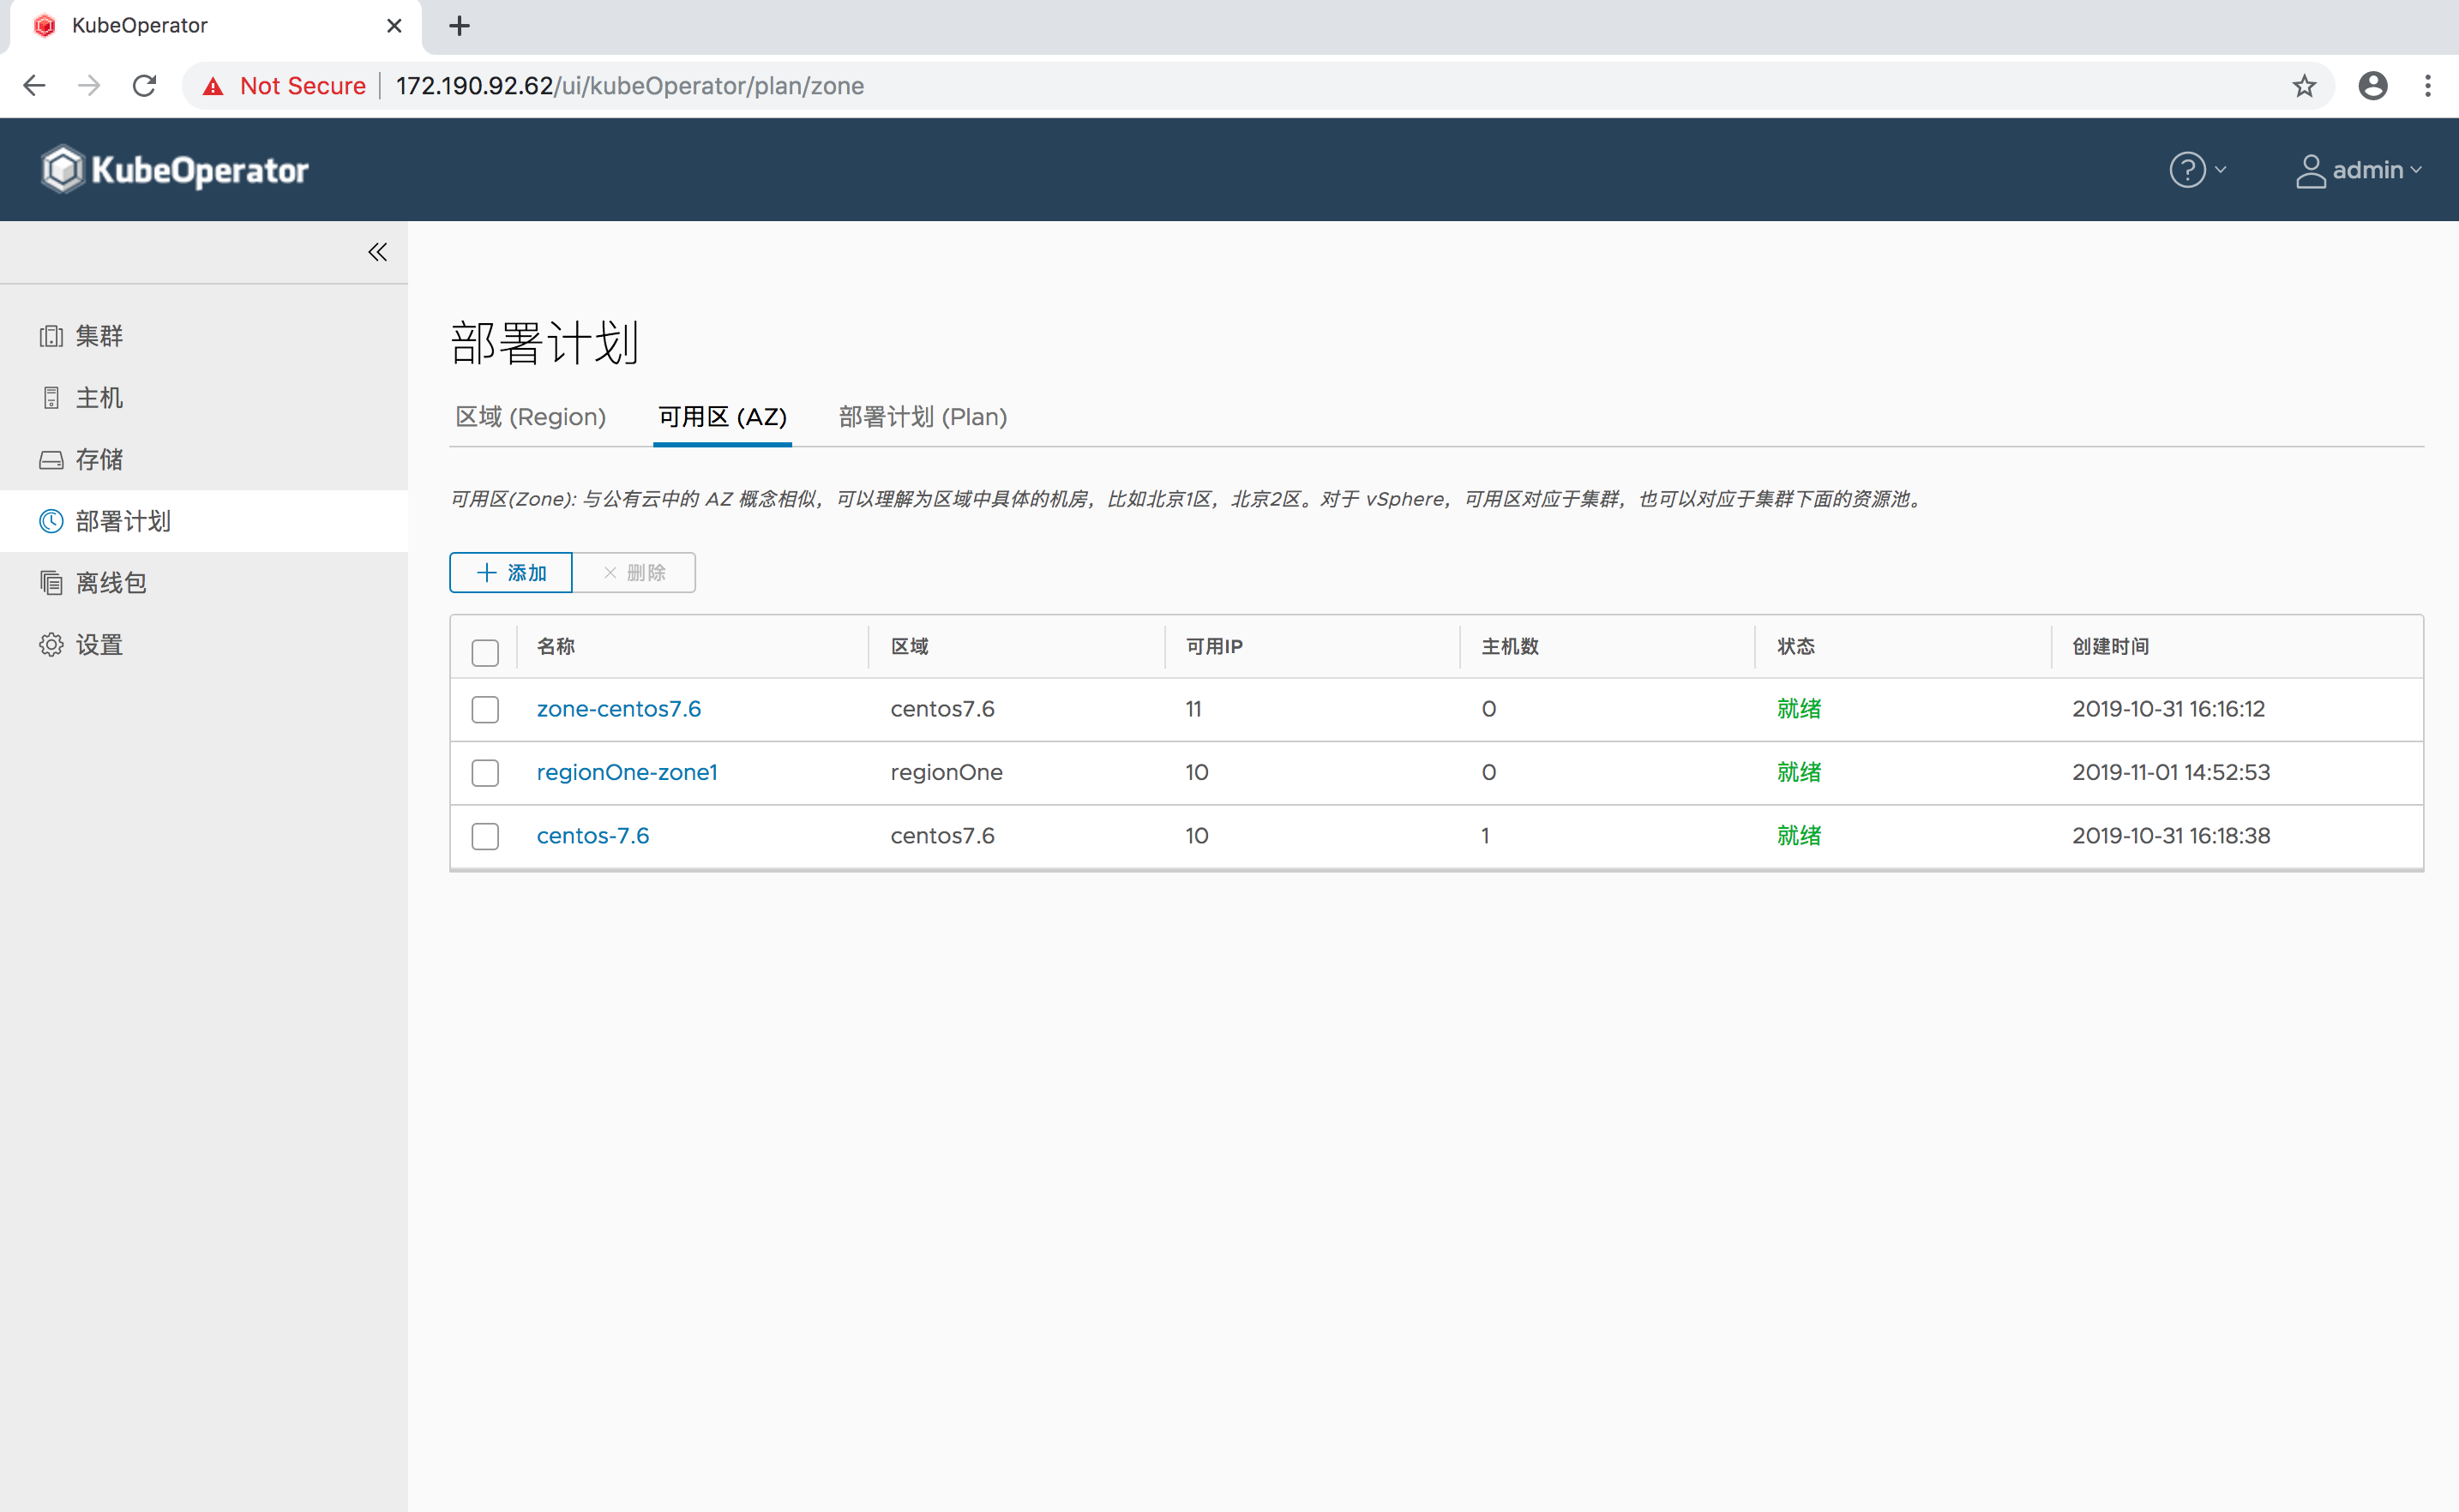 KubeOperator
Not Secure | 172.190.92.62/ui/kubeOperator/plan/zone
KubeOperator
admin
集群
主机
存储
部署计划
离线包
设置
部署计划
区域 (Region) 可用区 (AZ) 部署计划 (Plan)
可用区(Zone): 与公有云中的 AZ 概念相似，可以理解为区域中具体的机房，比如北京1区，北京2区。对于 vSphere，可用区对应于集群，也可以对应于集群下面的资源池。
添加 删除
名称 区域 可用IP 主机数 状态 创建时间
zone-centos7.6 centos7.6 11 0 就绪 2019-10-31 16:16:12
regionOne-zone1 regionOne 10 0 就绪 2019-11-01 14:52:53
centos-7.6 centos7.6 10 1 就绪 2019-10-31 16:18:38